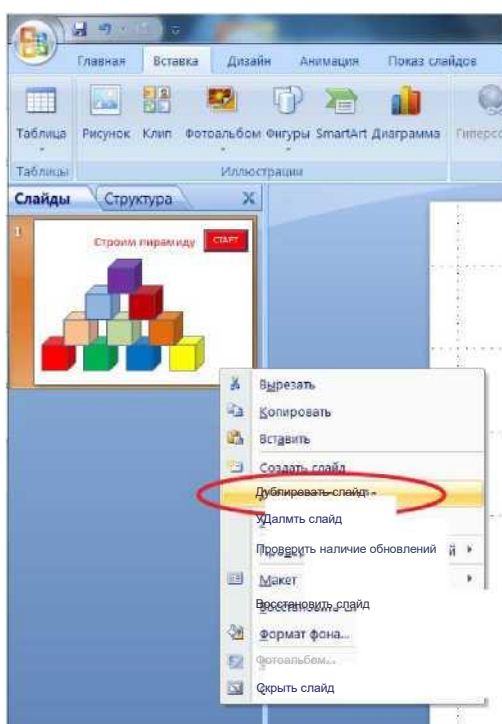 Главная Вставка Дизайн Анимация Показ слайдов
Таблица Рисунок Клип Фотоальбом Фигуры SmartArt Диаграмма
Таблицы Иллюстрации
Слайды Структура
1
Строим пирамиду СТАРТ
Вырезать
Копировать
Вставить
Создать слайд
Дублировать слайд
УДалмть слайд
Проверить наличие обновлений
Макет
Восстановить слайд
Формат фона...
Фотоальбом...
Скрыть слайд